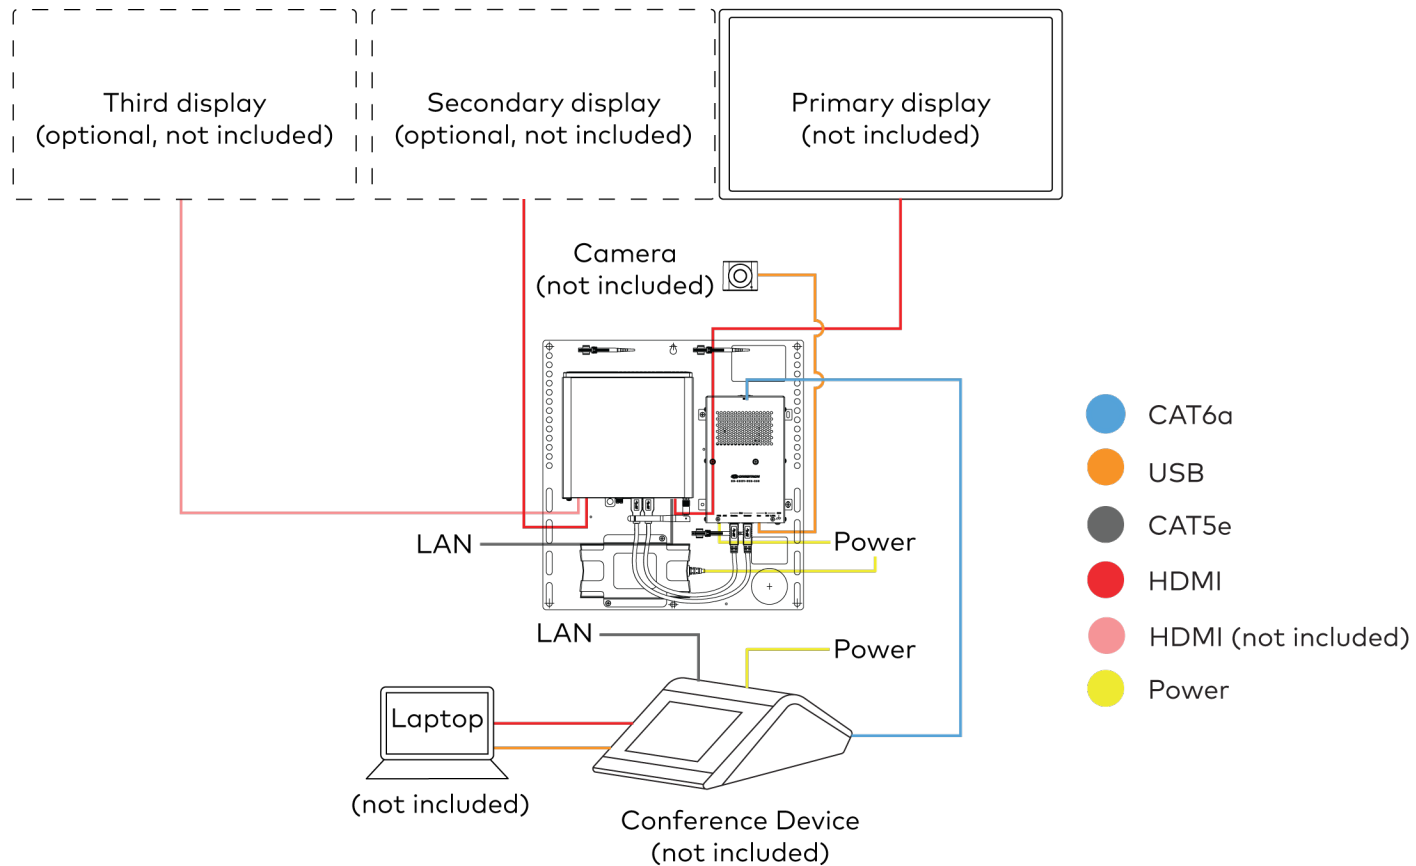 Third display
(optional, not included)
Secondary display
(optional, not included)
Primary display
(not included)
Camera
(not included)
CAT6a
USB
CAT5e
HDMI
HDMI (not included)
Power
LAN
Power
LAN
Power
Laptop
(not included)
Conference Device
(not included)